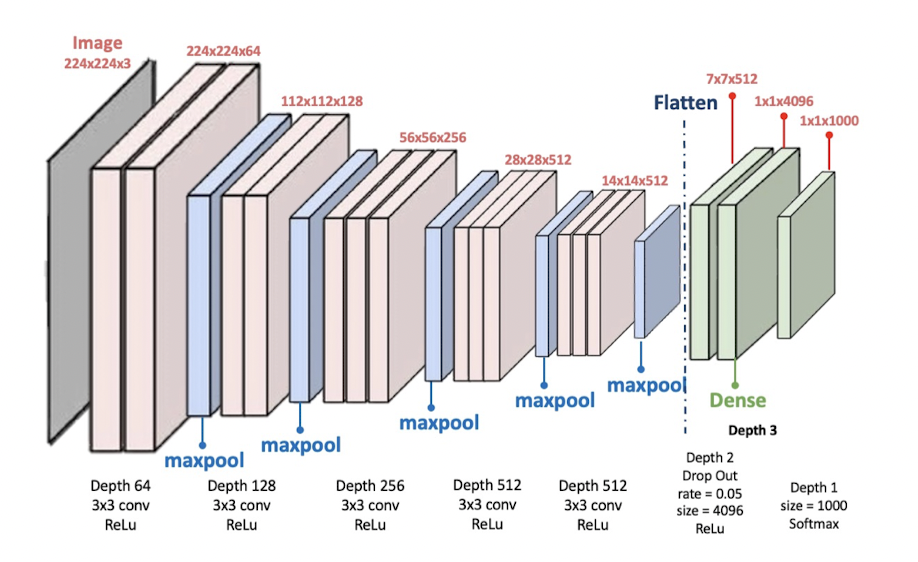 Image
224x224x3
224x224x64
112x112x128
56x56x256
28x28x512
14x14x512
Flatten
7x7x512
1x1x4096
1x1x1000
maxpool
maxpool
maxpool
maxpool
maxpool
Dense
Depth 3
Depth 64
3x3 conv
ReLu
Depth 128
3x3 conv
ReLu
Depth 256
3x3 conv
ReLu
Depth 512
3x3 conv
ReLu
Depth 512
3x3 conv
ReLu
Depth 2
Drop Out
rate = 0.05
size = 4096
ReLu
Depth 1
size = 1000
Softmax